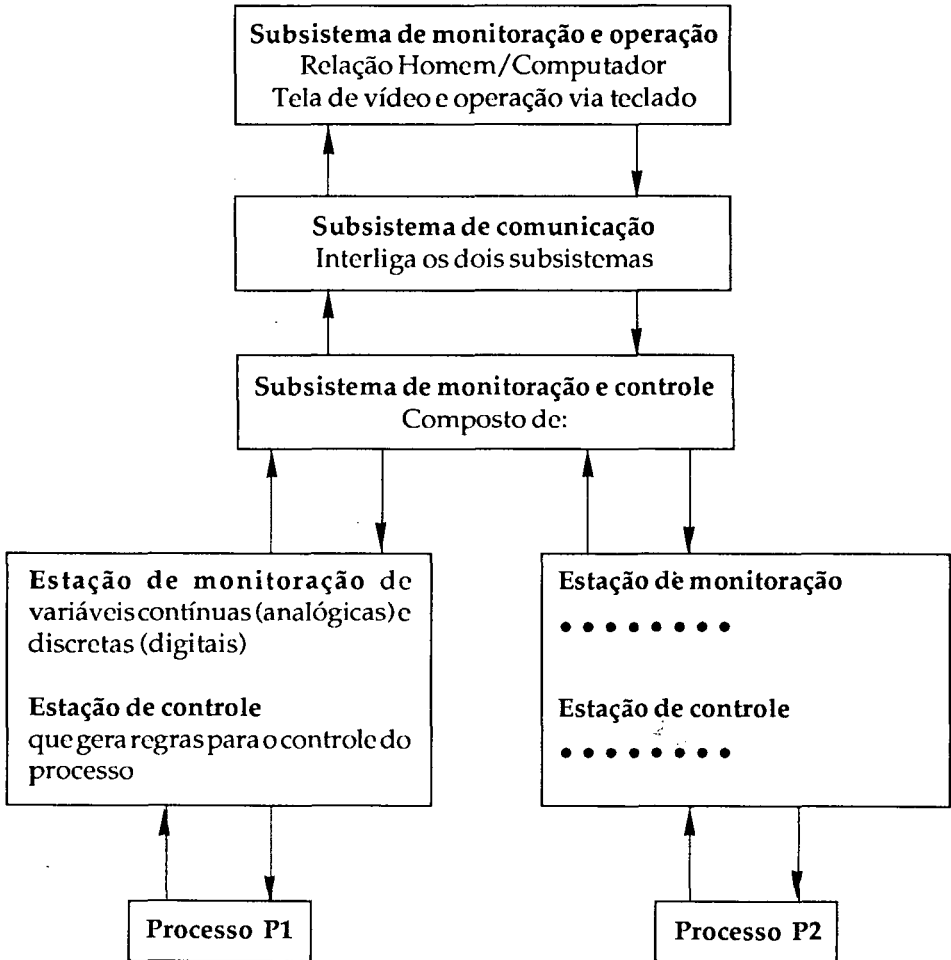 Subsistema de monitoração e operação
Relação Homem/Computador
Tela de vídeo e operação via teclado
Subsistema de comunicação
Interliga os dois subsistemas
Subsistema de monitoração e controle
Composto de:
Estação de monitoração de
variáveis contínuas (analógicas) e
discretas (digitais)
Estação de controle
que gera regras para o controle do
processo
Estação de monitoração
• • • • • • • •
Estação de controle
• • • • • • • •
Processo P1
Processo P2